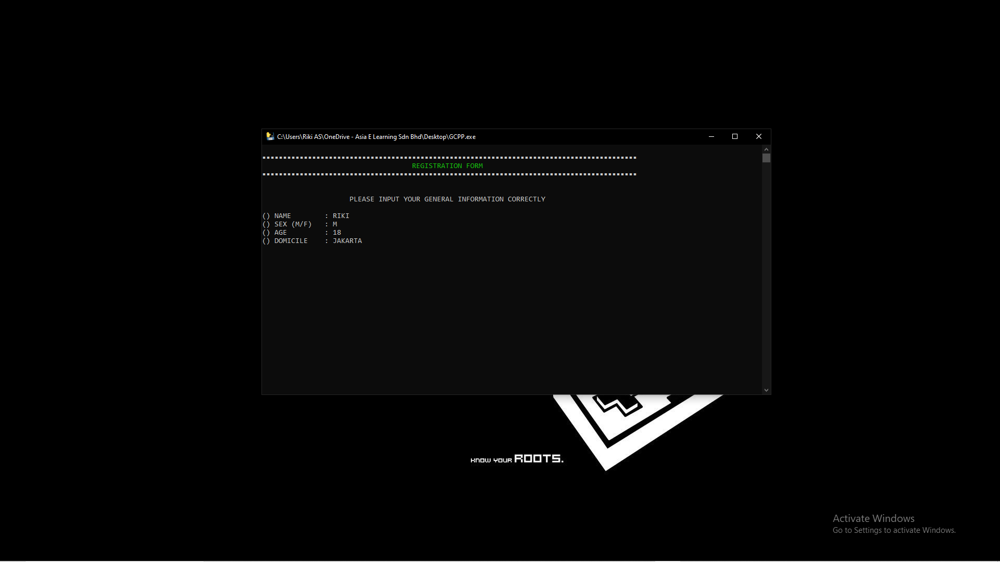 C:\Users\Riki AS\OneDrive - Asia E Learning Sdn Bhd\Desktop\GCPP.exe
REGISTRATION FORM
PLEASE INPUT YOUR GENERAL INFORMATION CORRECTLY
() NAME : RIKI
() SEX (M/F) : M
() AGE : 18
() DOMICILE : JAKARTA
KNOW YOUR ROOTS.
Activate Windows
Go to Settings to activate Windows.